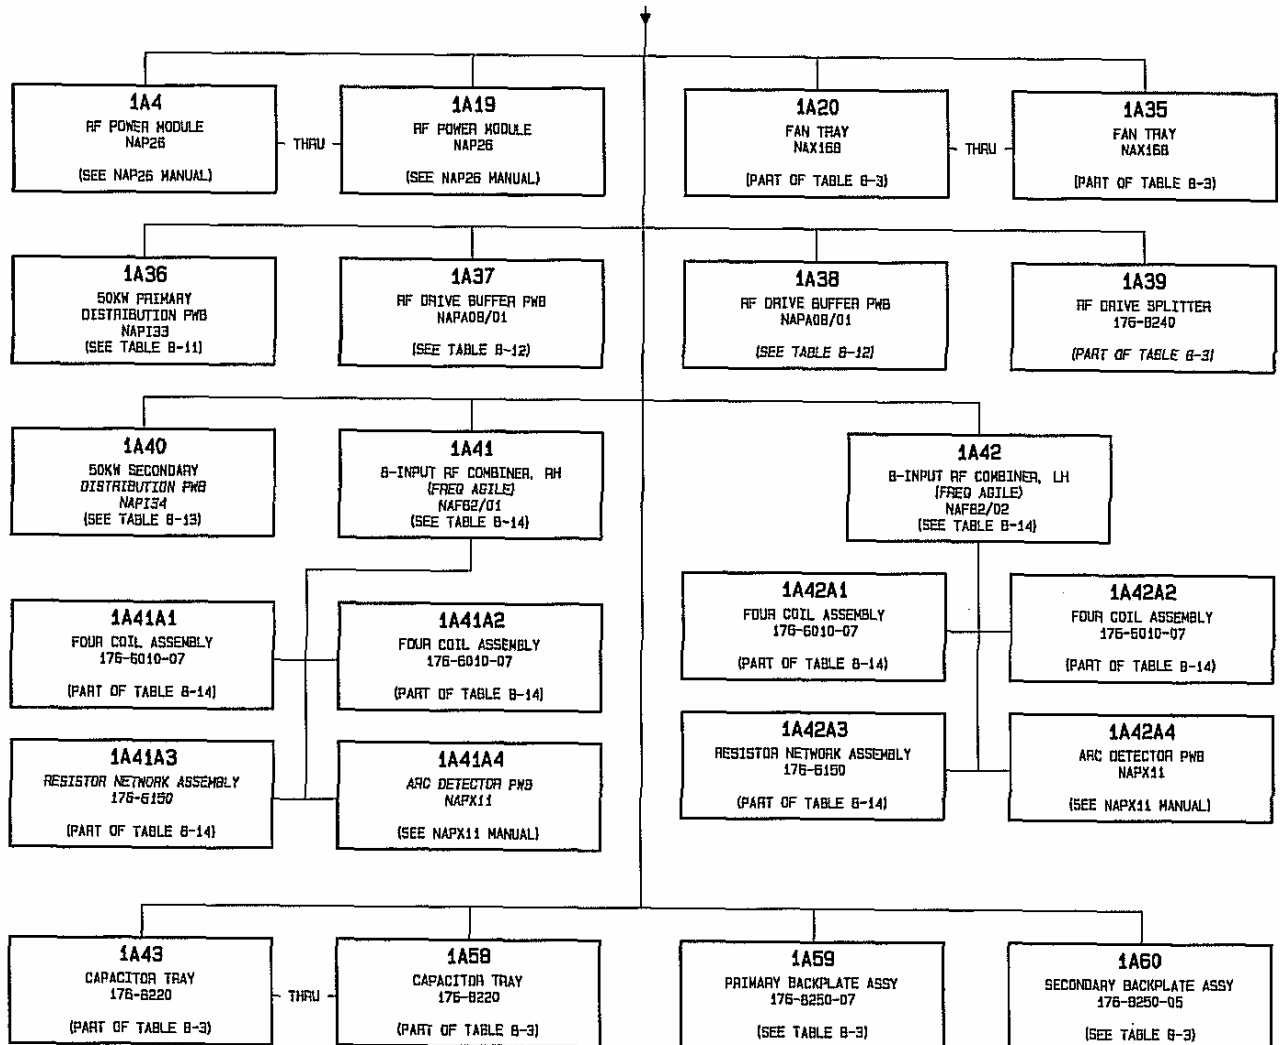 1A4
RF POWER MODULE
NAP26
(SEE NAP26 MANUAL)
THRU
1A19
RF POWER MODULE
NAP26
(SEE NAP26 MANUAL)
1A20
FAN TRAY
NAX168
(PART OF TABLE 8-3)
THRU
1A35
FAN TRAY
NAX168
(PART OF TABLE 8-3)
1A36
50KW PRIMARY
DISTRIBUTION PWB
NAPI33
(SEE TABLE 8-11)
1A37
RF DRIVE BUFFER PWB
NAPA08/01
(SEE TABLE 8-12)
1A38
RF DRIVE BUFFER PWB
NAPA08/01
(SEE TABLE 8-12)
1A39
RF DRIVE SPLITTER
176-8240
(PART OF TABLE 8-3)
1A40
50KW SECONDARY
DISTRIBUTION PWB
NAPI34
(SEE TABLE 8-13)
1A41
8-INPUT RF COMBINER, RH
(FREQ AGILE)
NAF82/01
(SEE TABLE 8-14)
1A42
8-INPUT RF COMBINER, LH
(FREQ AGILE)
NAF82/02
(SEE TABLE 8-14)
1A41A1
FOUR COIL ASSEMBLY
176-6010-07
(PART OF TABLE 8-14)
1A41A2
FOUR COIL ASSEMBLY
176-6010-07
(PART OF TABLE 8-14)
1A42A1
FOUR COIL ASSEMBLY
176-6010-07
(PART OF TABLE 8-14)
1A42A2
FOUR COIL ASSEMBLY
176-6010-07
(PART OF TABLE 8-14)
1A41A3
RESISTOR NETWORK ASSEMBLY
176-6150
(PART OF TABLE 8-14)
1A41A4
ARC DETECTOR PWB
NAPX11
(SEE NAPX11 MANUAL)
1A42A3
RESISTOR NETWORK ASSEMBLY
176-6150
(PART OF TABLE 8-14)
1A42A4
ARC DETECTOR PWB
NAPX11
(SEE NAPX11 MANUAL)
1A43
CAPACITOR TRAY
176-8220
(PART OF TABLE 8-3)
THRU
1A58
CAPACITOR TRAY
176-8220
(PART OF TABLE 8-3)
1A59
PRIMARY BACKPLATE ASSY
176-8250-07
(SEE TABLE 8-3)
1A60
SECONDARY BACKPLATE ASSY
176-8250-05
(SEE TABLE 8-3)